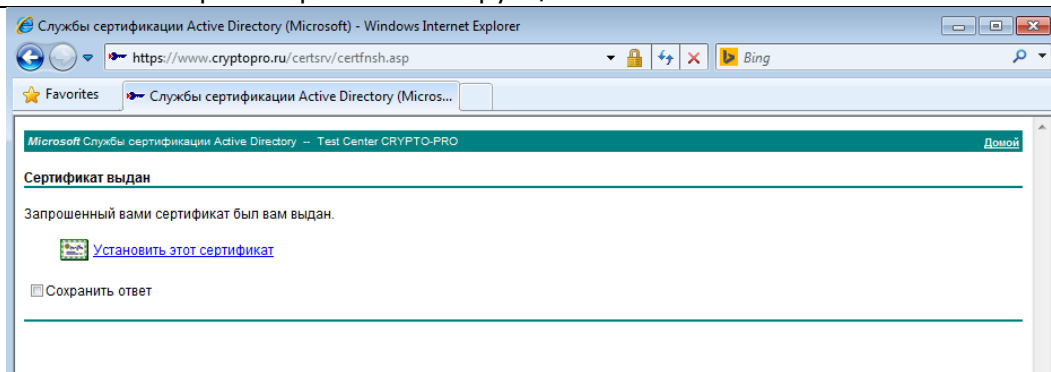 Службы сертификации Active Directory (Microsoft) - Windows Internet Explorer
https://www.cryptopro.ru/certsrv/certfnsh.asp
Bing
Favorites
Службы сертификации Active Directory (Micros...
Microsoft Службы сертификации Active Directory -- Test Center CRYPTO-PRO
Домой
Сертификат выдан
Запрошенный вами сертификат был вам выдан.
Установить этот сертификат
Сохранить ответ